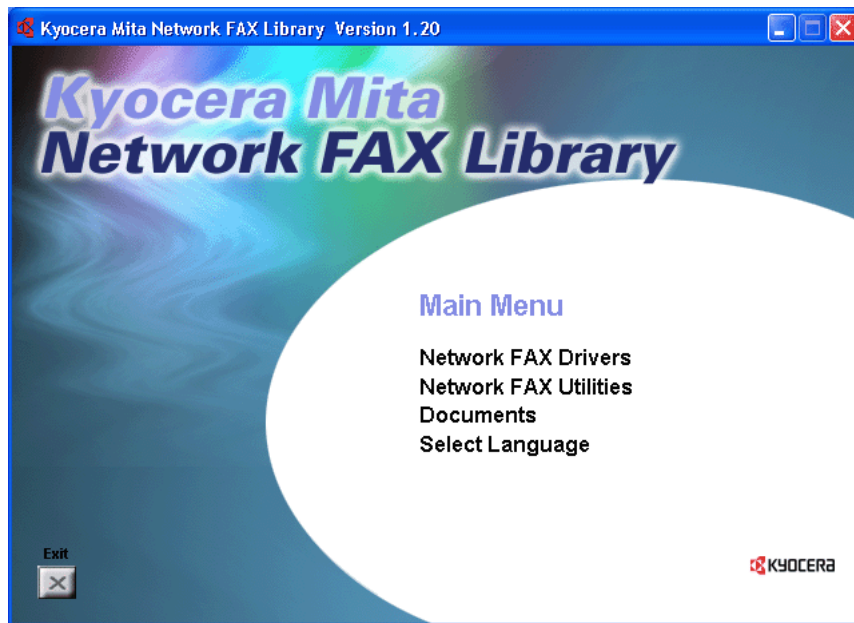 Kyocera Mita Network FAX Library Version 1.20
Kyocera Mita
Network FAX Library
Main Menu
Network FAX Drivers
Network FAX Utilities
Documents
Select Language
Exit
KYOCERA